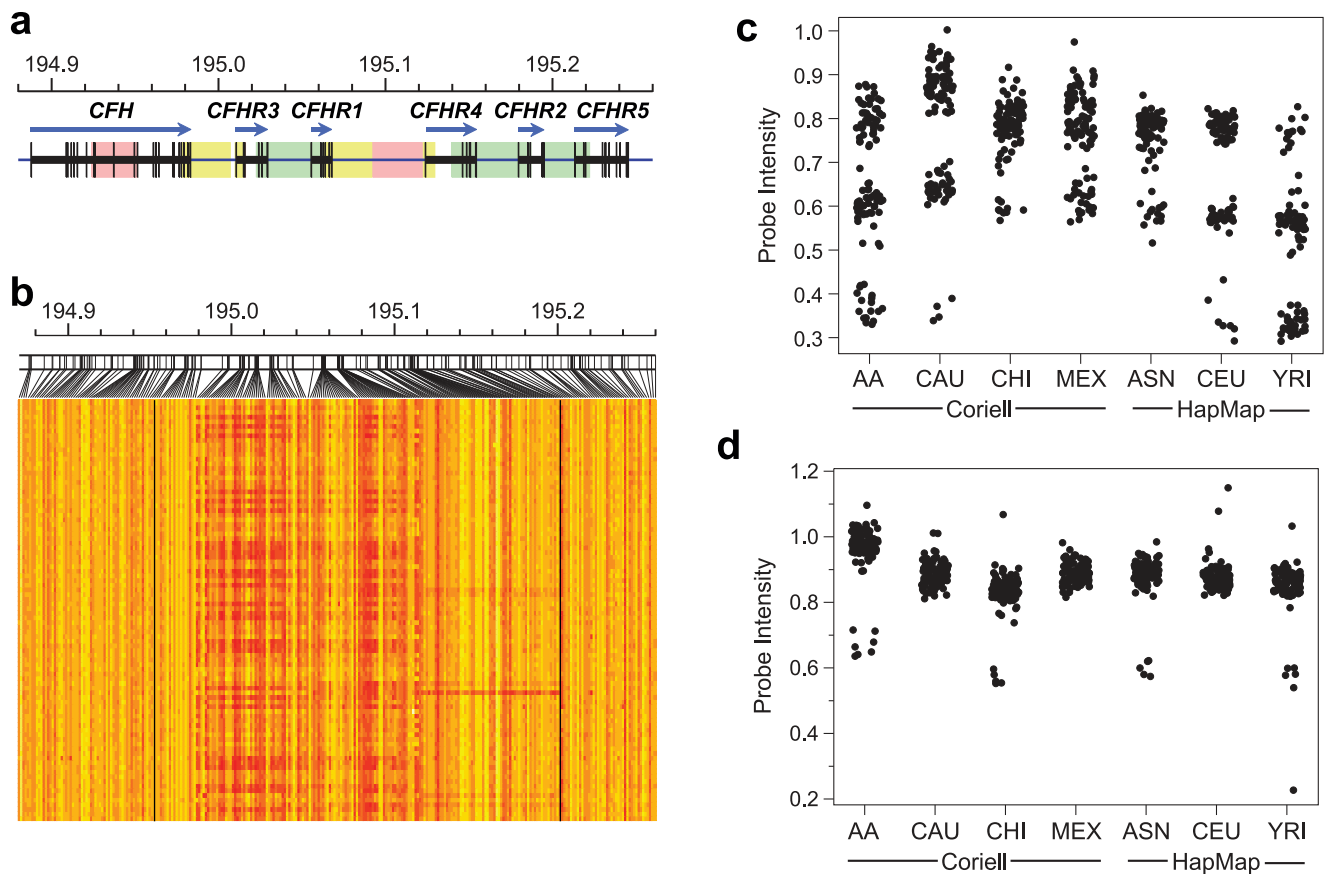 a
194.9 195.0 195.1 195.2
CFH CFHR3 CFHR1 CFHR4 CFHR2 CFHR5
b
194.9 195.0 195.1 195.2
c
Probe Intensity
1.0
0.9
0.8
0.7
0.6
0.5
0.4
0.3
AA CAU CHI MEX ASN CEU YRI
Coriell HapMap
d
Probe Intensity
1.2
1.0
0.8
0.6
0.4
0.2
AA CAU CHI MEX ASN CEU YRI
Coriell HapMap